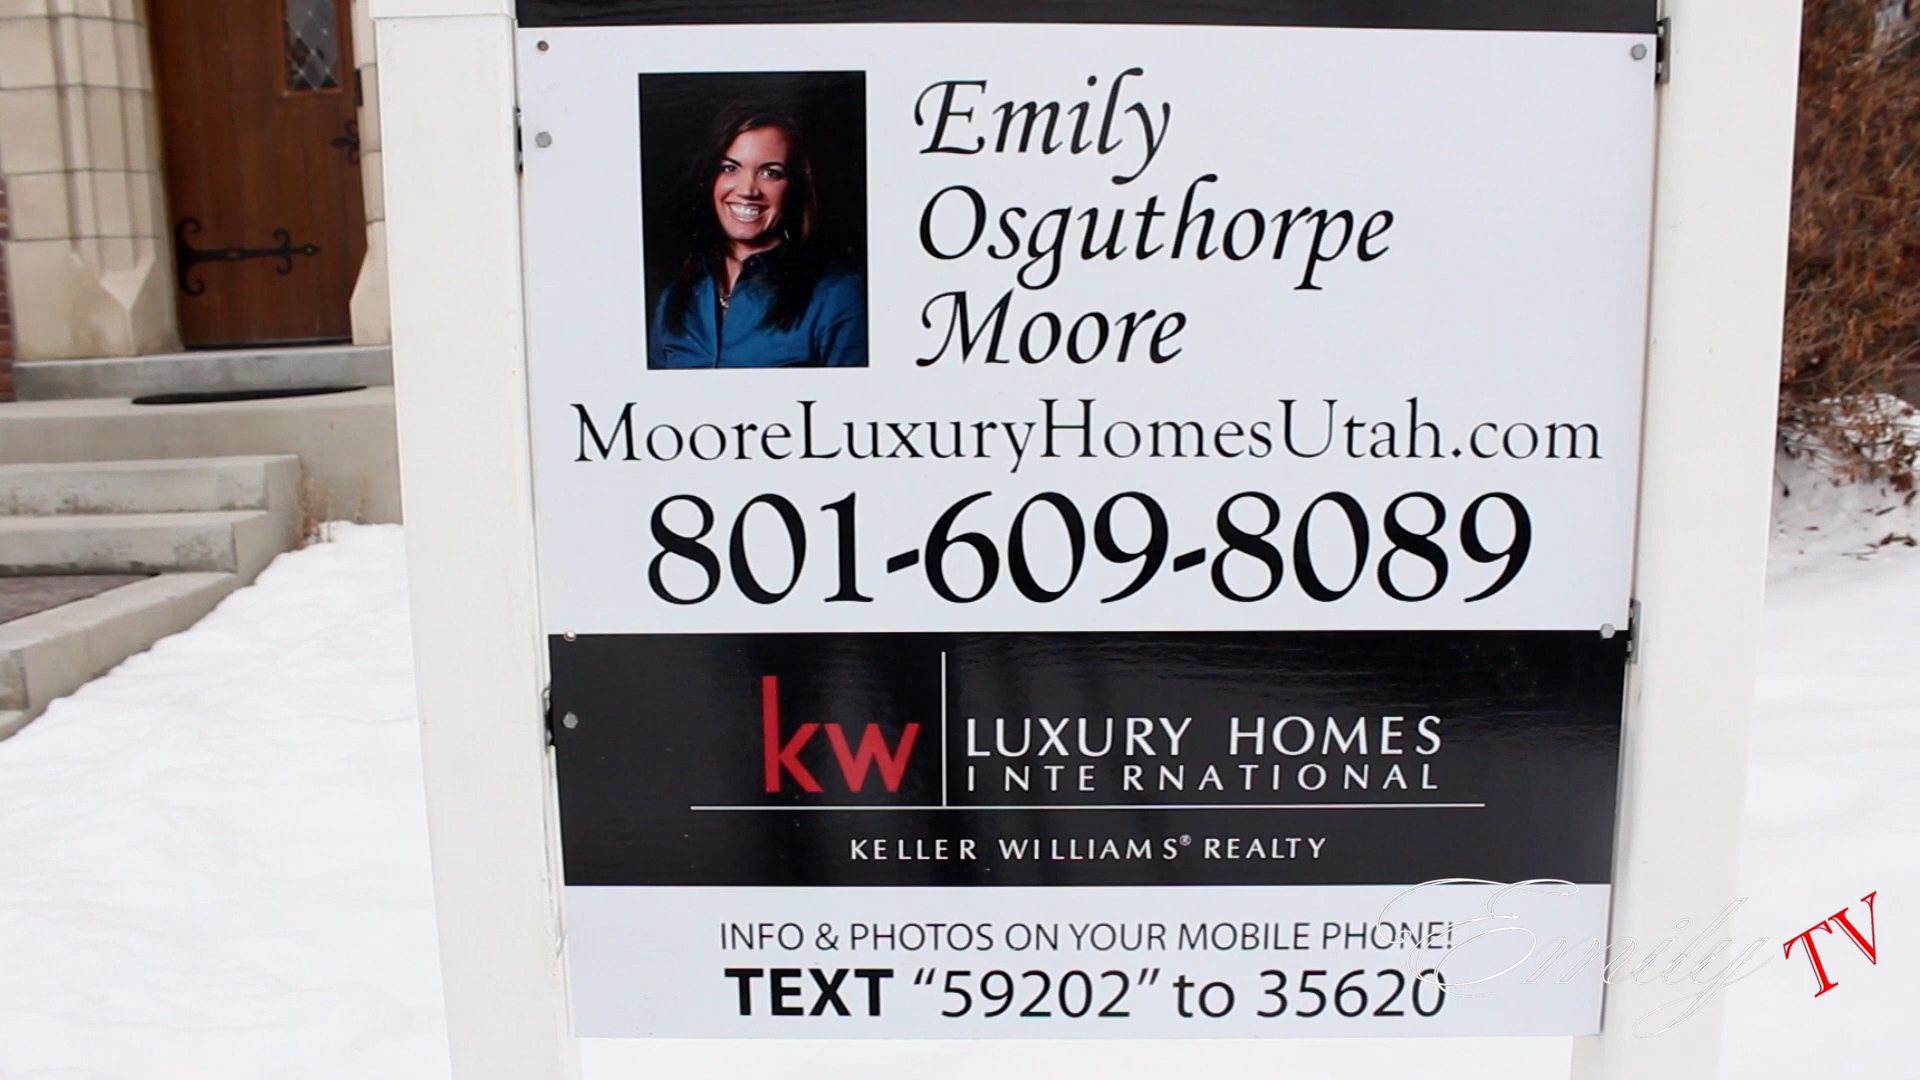 Emily
Osguthorpe
Moore
MooreLuxuryHomesUtah.com
801-609-8089
kw
LUXURY HOMES
INTERNATIONAL
KELLER WILLIAMS® REALTY
INFO & PHOTOS ON YOUR MOBILE PHONE!
TEXT “59202” to 35620
Emily TV